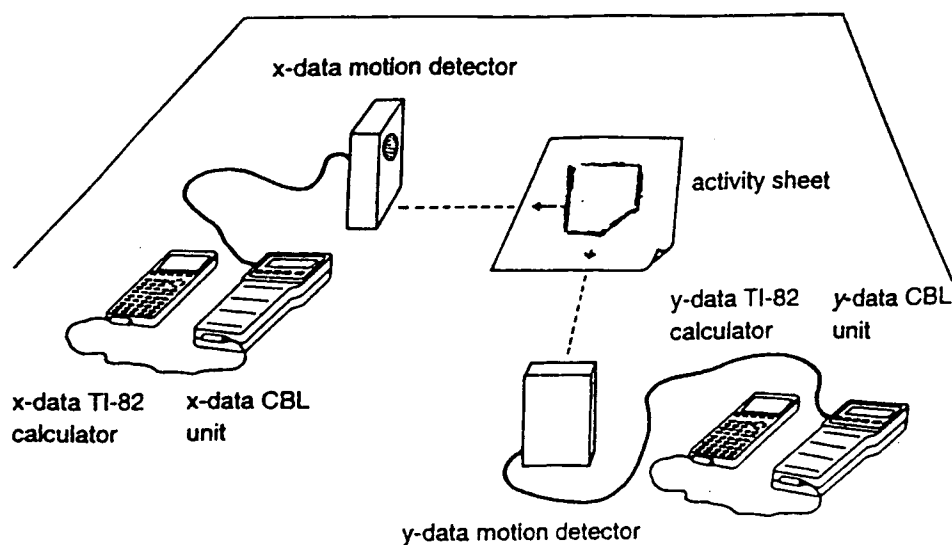 x-data motion detector
activity sheet
y-data TI-82
calculator
y-data CBL
unit
x-data TI-82
calculator
x-data CBL
unit
y-data motion detector